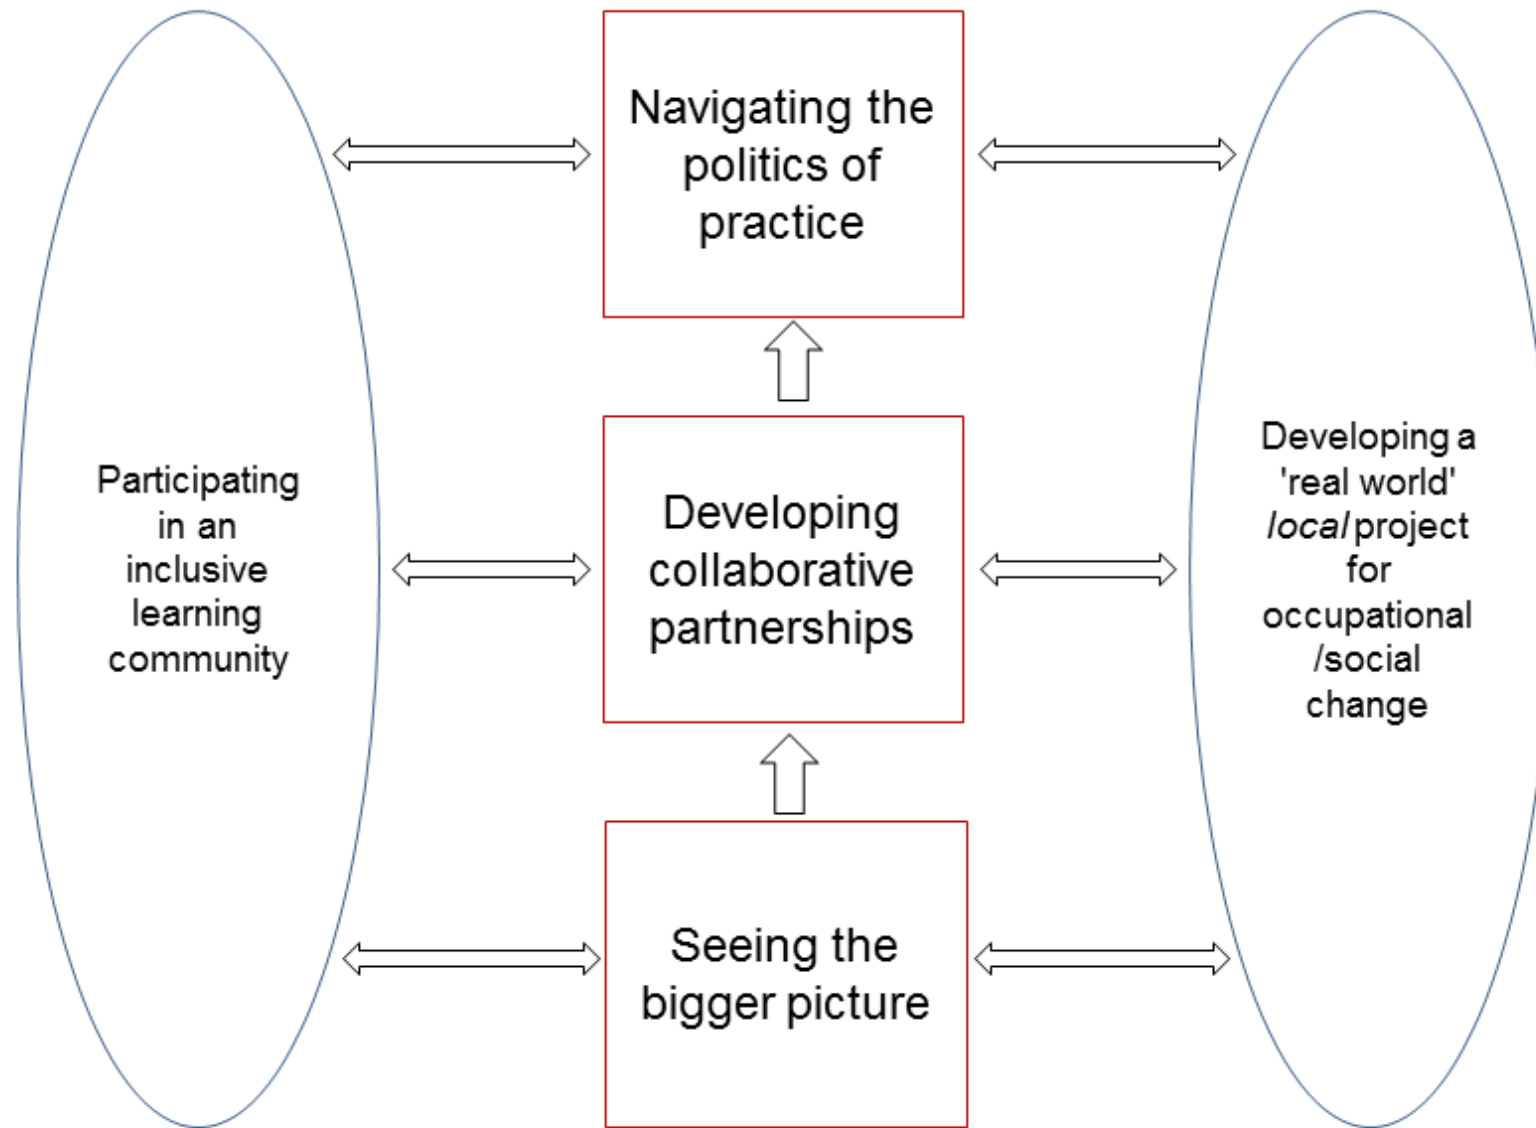 Navigating the
politics of
practice
Participating
in an
inclusive
learning
community
Developing
collaborative
partnerships
Developing a
'real world'
local project
for
occupational
/social
change
Seeing the
bigger picture